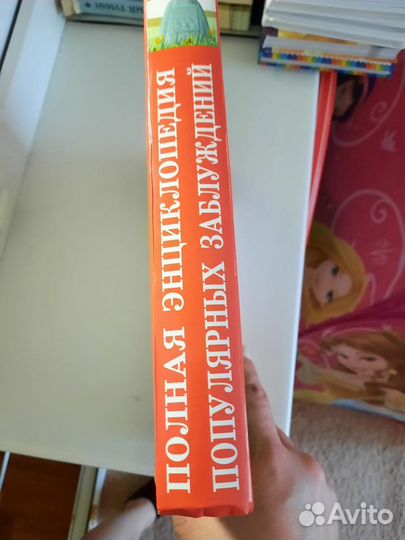 ПОЛНАЯ ЭНЦИКЛОПЕДИЯ
ПОПУЛЯРНЫХ ЗАБЛУЖДЕНИЙ
Avito